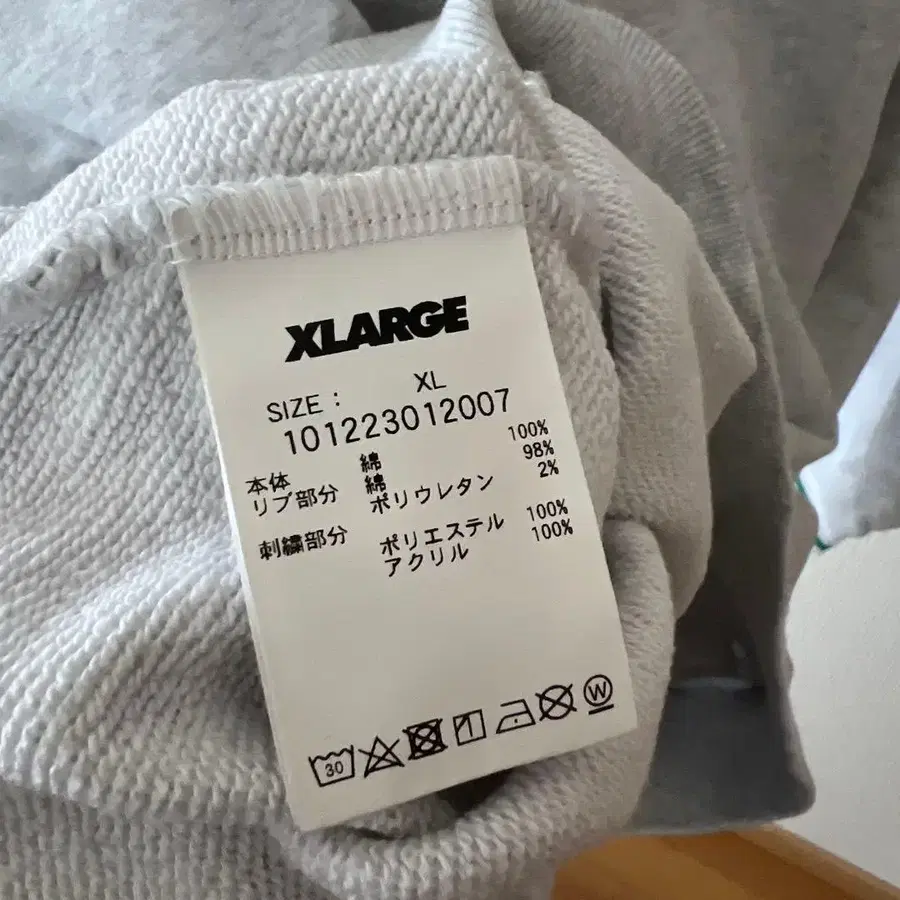 XLARGE
SIZE : XL
101223012007
本体 綿 100%
リブ部分 綿 98%
ポリウレタン 2%
刺繍部分 ポリエステル 100%
アクリル 100%
30
W